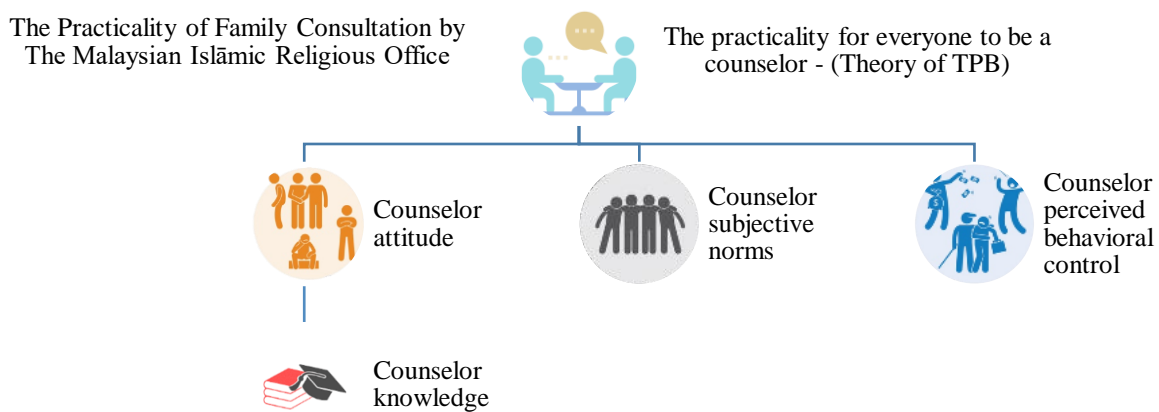 The Practicality of Family Consultation by
The Malaysian Islāmic Religious Office
The practicality for everyone to be a
counselor - (Theory of TPB)
Counselor
attitude
Counselor
subjective
norms
Counselor
perceived
behavioral
control
Counselor
knowledge